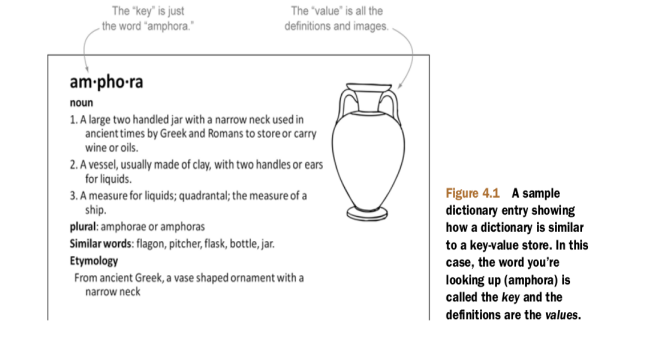 The “key” is just
the word “amphora.”
The “value” is all the
definitions and images.
am·pho·ra
noun
1. A large two handled jar with a narrow neck used in
ancient times by Greek and Romans to store or carry
wine or oils.
2. A vessel, usually made of clay, with two handles or ears
for liquids.
3. A measure for liquids; quadrantal; the measure of a
ship.
plural: amphorae or amphoras
Similar words: flagon, pitcher, flask, bottle, jar.
Etymology
From ancient Greek, a vase shaped ornament with a
narrow neck
Figure 4.1 A sample
dictionary entry showing
how a dictionary is similar
to a key-value store. In this
case, the word you’re
looking up (amphora) is
called the key and the
definitions are the values.